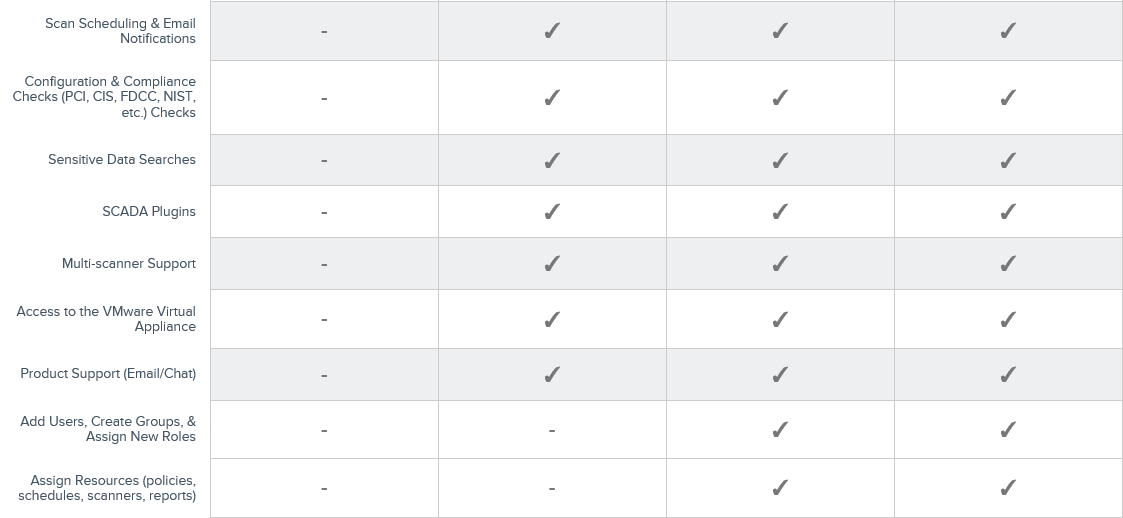 Scan Scheduling & Email
Notifications
- ✓ ✓ ✓
Configuration & Compliance
Checks (PCI, CIS, FDCC, NIST,
etc.) Checks
- ✓ ✓ ✓
Sensitive Data Searches
- ✓ ✓ ✓
SCADA Plugins
- ✓ ✓ ✓
Multi-scanner Support
- ✓ ✓ ✓
Access to the VMware Virtual
Appliance
- ✓ ✓ ✓
Product Support (Email/Chat)
- ✓ ✓ ✓
Add Users, Create Groups, &
Assign New Roles
- - ✓ ✓
Assign Resources (policies,
schedules, scanners, reports)
- - ✓ ✓